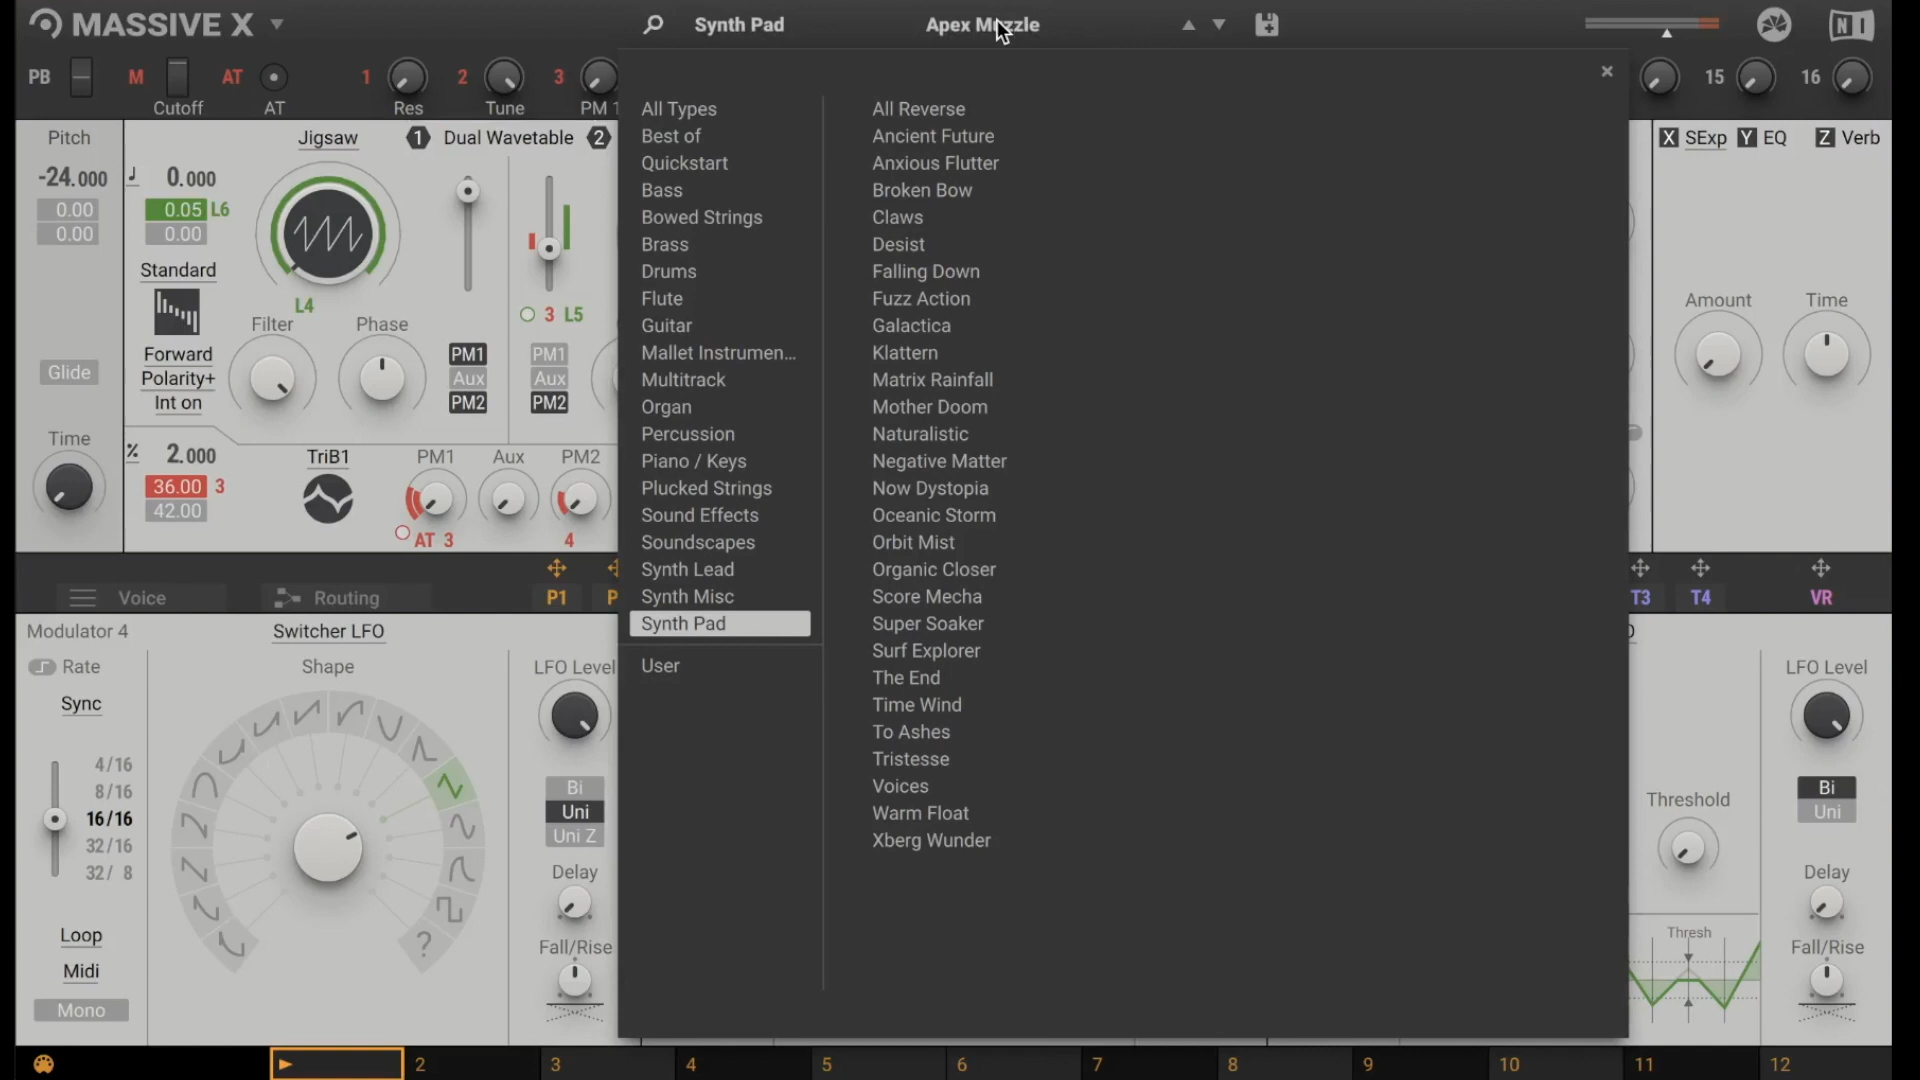 MASSIVE X
Synth Pad
NI
PB
M
AT
1
2
3
15
16
Cutoff
AT
Res
Tune
PM 1
Pitch
-24.000
0.00
0.00
Glide
Time
0.000
0.05 L6
0.00
Standard
Forward
Polarity+
Int on
Jigsaw
L4
Filter
Phase
1 Dual Wavetable 2
3 L5
PM1
Aux
PM2
PM1
Aux
PM2
2.000
36.00 3
42.00
TriB1
PM1
Aux
PM2
AT 3
4
All Types
Best of
Quickstart
Bass
Bowed Strings
Brass
Drums
Flute
Guitar
Mallet Instrumen...
Multitrack
Organ
Percussion
Piano / Keys
Plucked Strings
Sound Effects
Soundscapes
Synth Lead
Synth Misc
Synth Pad
User
All Reverse
Ancient Future
Anxious Flutter
Broken Bow
Claws
Desist
Falling Down
Fuzz Action
Galactica
Klattern
Matrix Rainfall
Mother Doom
Naturalistic
Negative Matter
Now Dystopia
Oceanic Storm
Orbit Mist
Organic Closer
Score Mecha
Super Soaker
Surf Explorer
The End
Time Wind
To Ashes
Tristesse
Voices
Warm Float
Xberg Wunder
X SExp Y EQ Z Verb
Amount
Time
Voice
Routing
P1
P
T3
T4
VR
Modulator 4
Switcher LFO
Rate
Sync
4/16
8/16
16/16
32/16
32/ 8
Loop
Midi
Mono
Shape
?
LFO Level
Bi
Uni
Uni Z
Delay
Fall/Rise
Threshold
Thresh
LFO Level
Bi
Uni
Delay
Fall/Rise
2
3
4
5
6
7
8
9
10
11
12